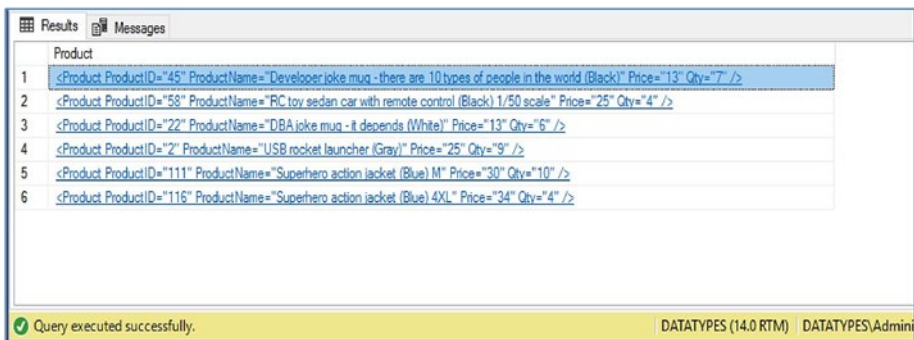 Results Messages
Product
1 <Product ProductID="45" ProductName="Developer joke mug - there are 10 types of people in the world (Black)" Price="13" Qty="7" />
2 <Product ProductID="58" ProductName="RC toy sedan car with remote control (Black) 1/50 scale" Price="25" Qty="4" />
3 <Product ProductID="22" ProductName="DBA joke mug - it depends (White)" Price="13" Qty="6" />
4 <Product ProductID="2" ProductName="USB rocket launcher (Gray)" Price="25" Qty="9" />
5 <Product ProductID="111" ProductName="Superhero action jacket (Blue) M" Price="30" Qty="10" />
6 <Product ProductID="116" ProductName="Superhero action jacket (Blue) 4XL" Price="34" Qty="4" />
Query executed successfully. DATATYPES (14.0 RTM) DATATYPES\Admini